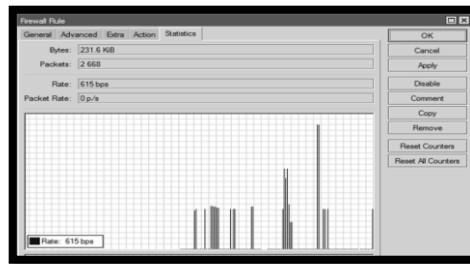 Firewall Rule
General Advanced Extra Action Statistics
Bytes: 231.6 KiB
Packets: 2 668
Rate: 615 bps
Packet Rate: 0 p/s
Rate: 615 bps
OK
Cancel
Apply
Disable
Comment
Copy
Remove
Reset Counters
Reset All Counters